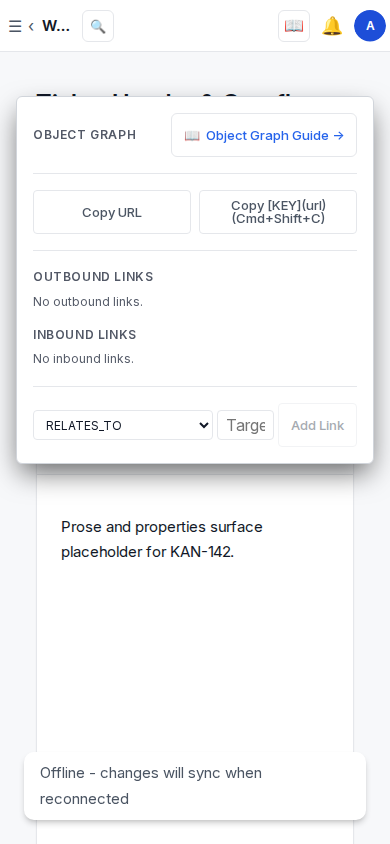 ☰ ‹ W... 🔍 📖 🔔 A
OBJECT GRAPH
📖 Object Graph Guide →
Copy URL
Copy [KEY](url)
(Cmd+Shift+C)
OUTBOUND LINKS
No outbound links.
INBOUND LINKS
No inbound links.
RELATES_TO
Targe
Add Link
Prose and properties surface
placeholder for KAN-142.
Offline - changes will sync when
reconnected